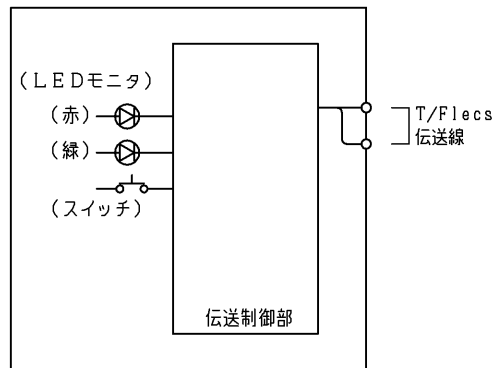 (LEDモニタ)
(赤)
(緑)
(スイッチ)
T/Flecs
伝送線
伝送制御部